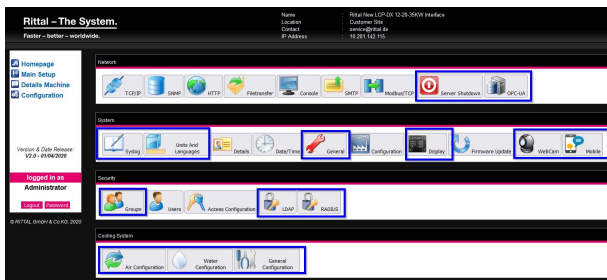 Rittal – The System.
Faster – better – worldwide.
Name : Rittal New LCP-DX 12-20-35KW Interface
Location : Customer Site
Contact : service@rittal.de
IP Address : 10.201.142.115
Homepage
Main Setup
Details Machine
Configuration
Version & Date Release:
V2.0 - 01/04/2020
logged in as
Administrator
Logout Password
© RITTAL GmbH & Co KG, 2020
Network
TCP/IP SNMP HTTP Filetransfer Console SMTP Modbus/TCP Server Shutdown OPC-UA
System
Syslog Units And Languages Details Date/Time General Configuration Display Firmware Update WebCam Mobile
Security
Groups Users Access Configuration LDAP RADIUS
Cooling System
Air Configuration Water Configuration General Configuration